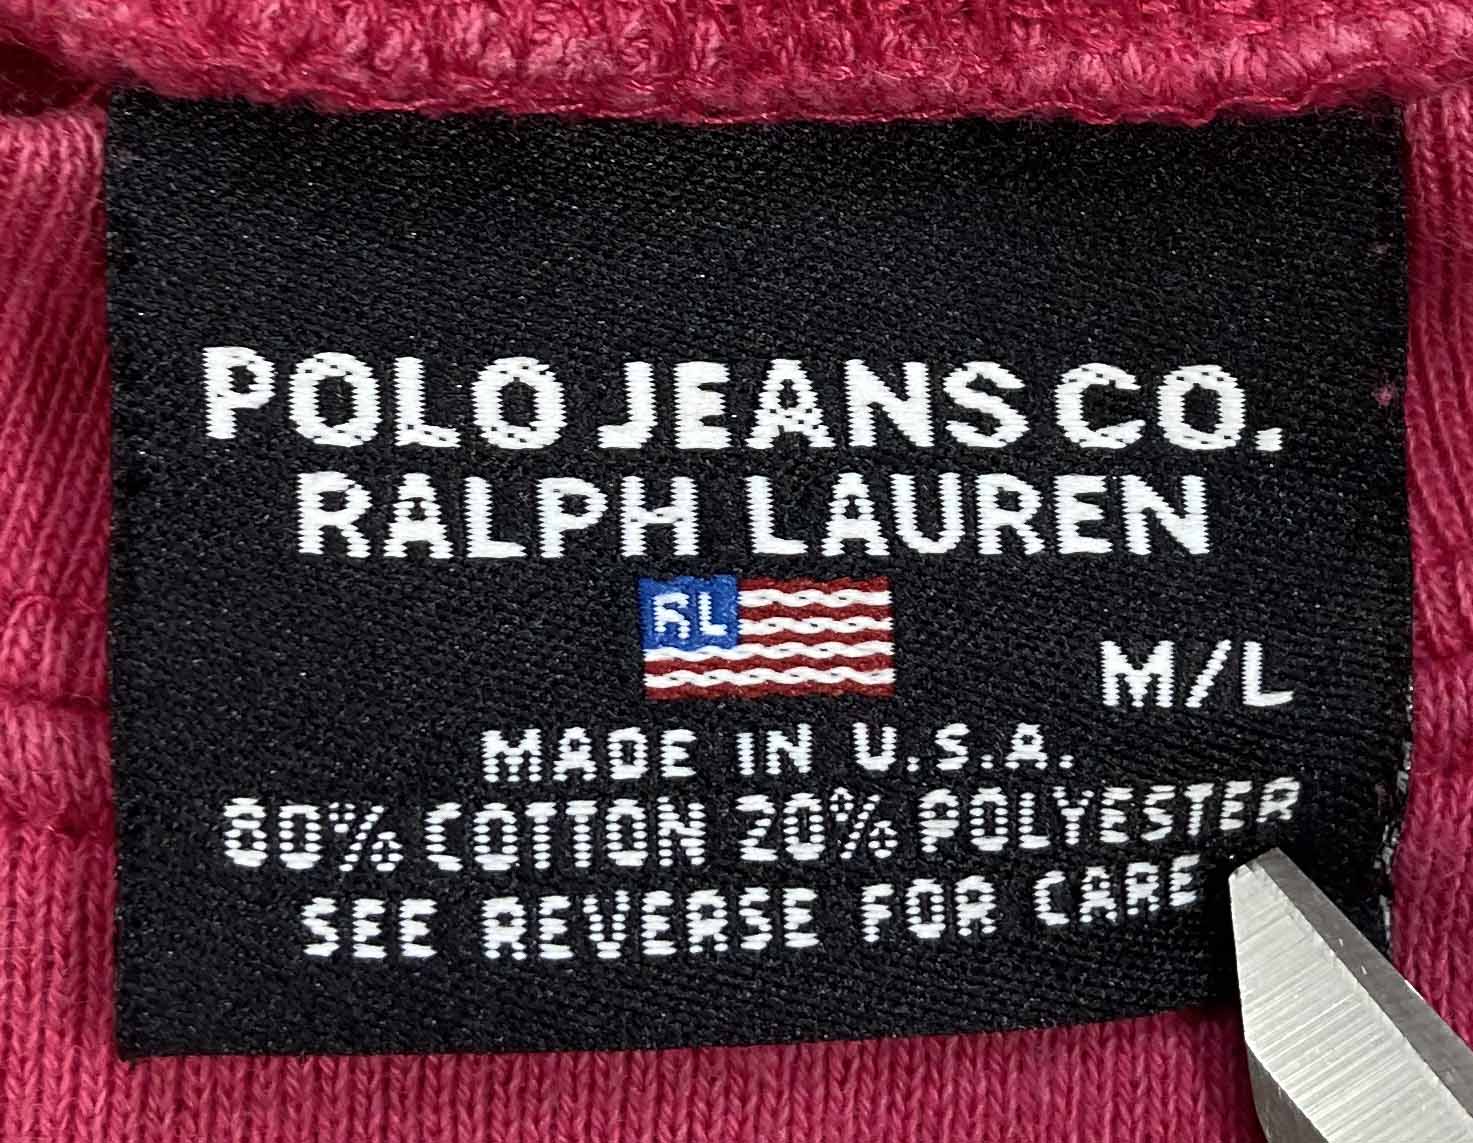 POLO JEANS CO.
RALPH LAUREN
RL
M/L
MADE IN U.S.A.
80% COTTON 20% POLYESTER
SEE REVERSE FOR CARE